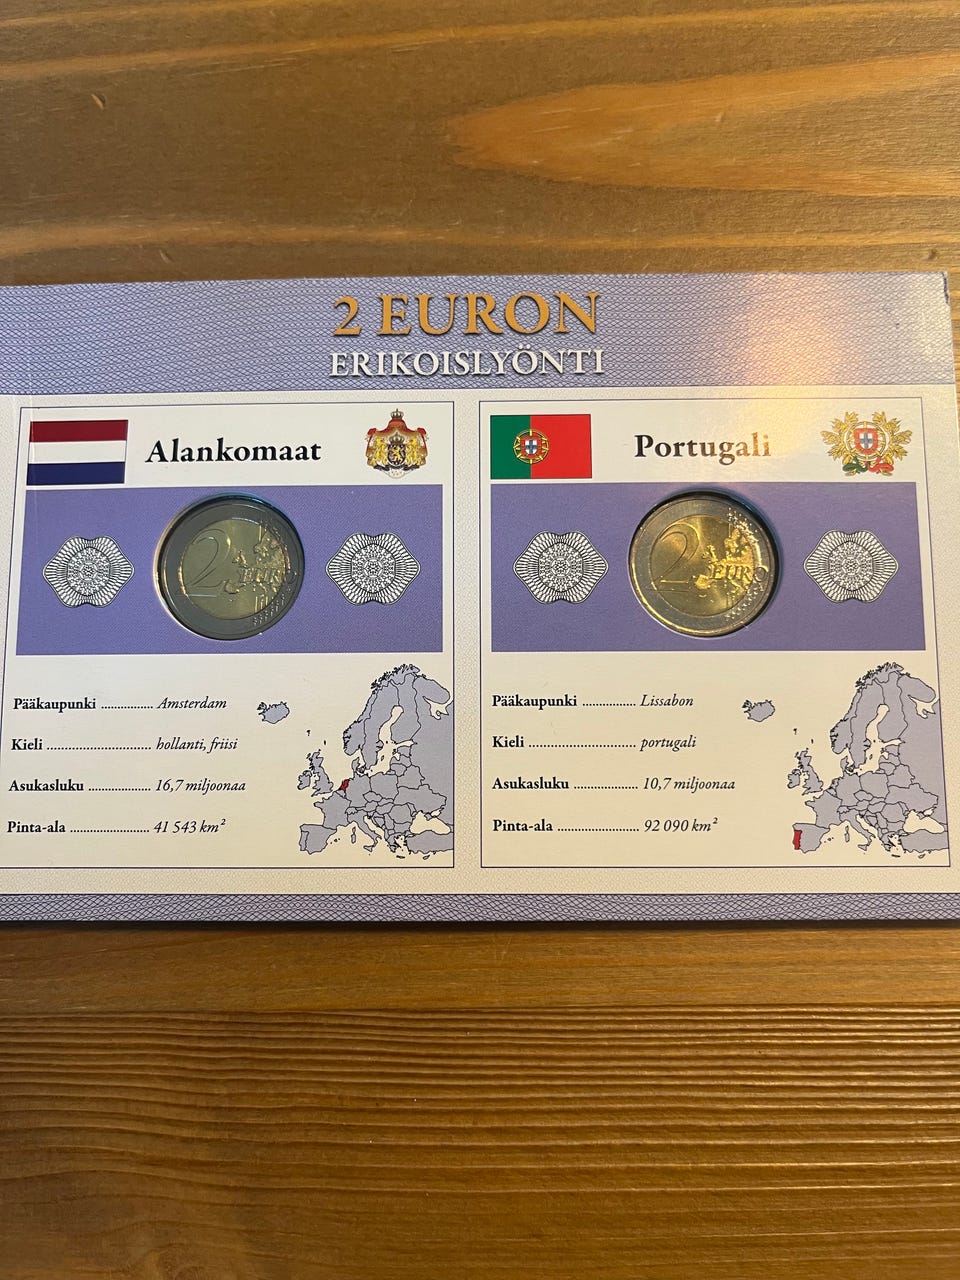 2 EURON
ERIKOISLYÖNTI
Alankomaat
2 EURO
Pääkaupunki ................ Amsterdam
Kieli ................................ hollanti, friisi
Asukasluku ................... 16,7 miljoonaa
Pinta-ala ........................ 41 543 km²
Portugali
2 EURO
Pääkaupunki ................ Lissabon
Kieli ................................ portugali
Asukasluku ................... 10,7 miljoonaa
Pinta-ala ........................ 92 090 km²